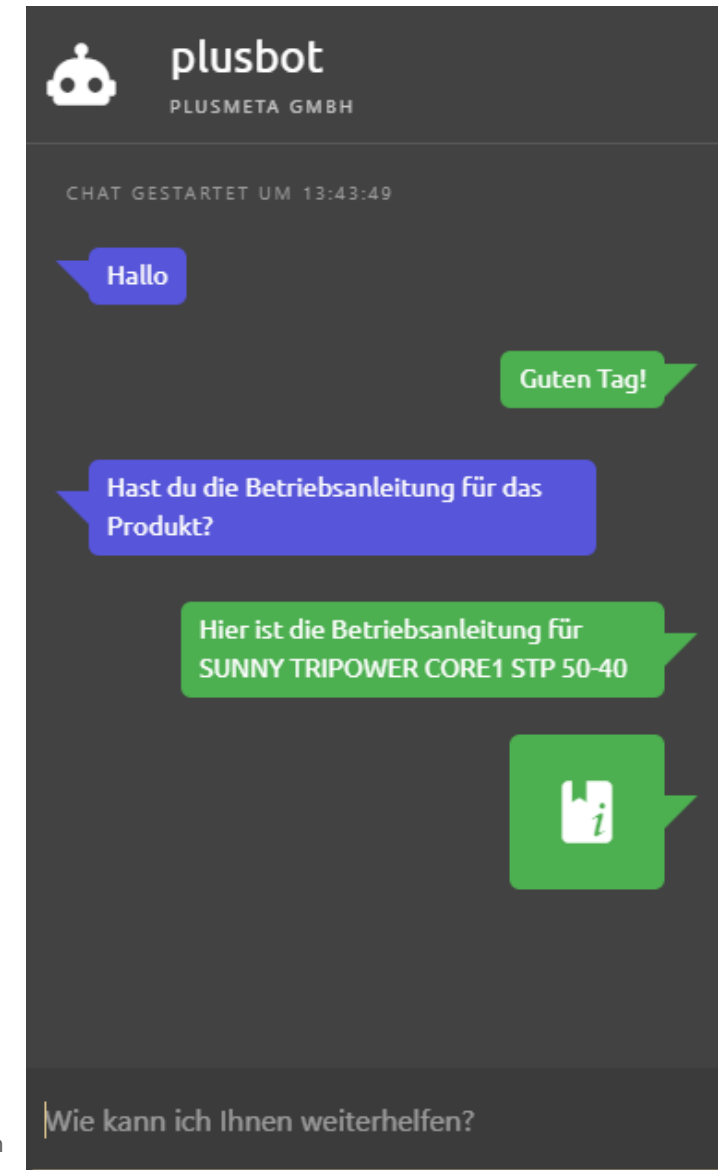 plusbot
PLUSMETA GMBH
CHAT GESTARTET UM 13:43:49
Hallo
Guten Tag!
Hast du die Betriebsanleitung für das
Produkt?
Hier ist die Betriebsanleitung für
SUNNY TRIPOWER CORE1 STP 50-40
i
Wie kann ich Ihnen weiterhelfen?